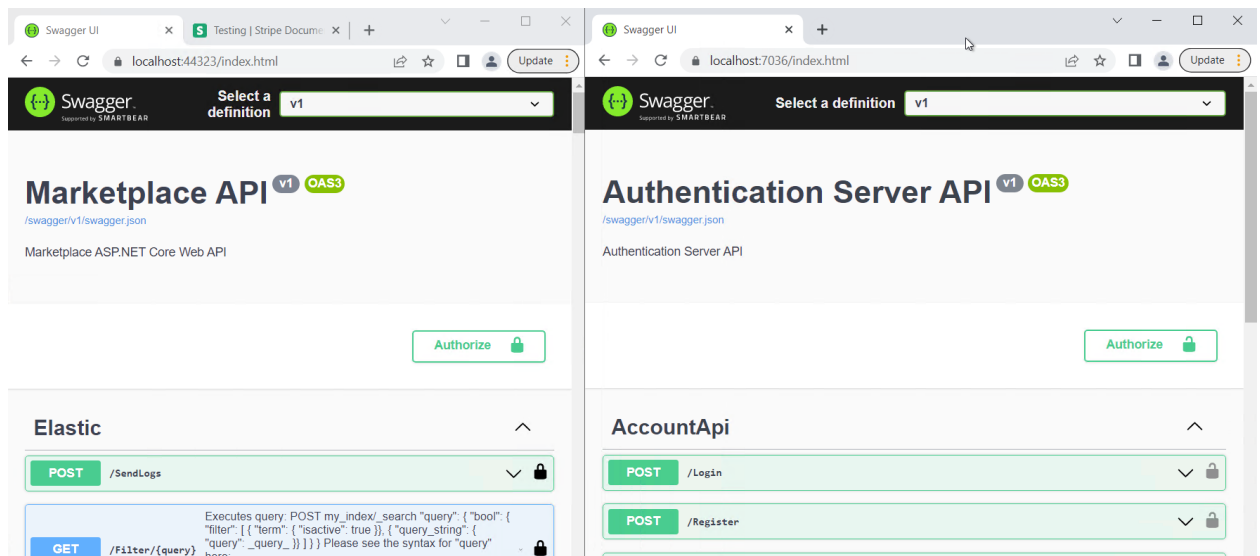 Swagger UI
Testing | Stripe Docume
localhost:44323/index.html
Update
Swagger.
Supported by SMARTBEAR
Select a
definition
v1
Marketplace API v1 OAS3
/swagger/v1/swagger.json
Marketplace ASP.NET Core Web API
Authorize
Elastic
POST /SendLogs
Executes query: POST my_index/_search "query": { "bool": {
"filter": [ { "term": { "isactive": true }}, { "query_string": {
"query": _query_ }} ] } } Please see the syntax for "query"
GET /Filter/{query}
here:
Swagger UI
localhost:7036/index.html
Update
Swagger.
Supported by SMARTBEAR
Select a definition
v1
Authentication Server API v1 OAS3
/swagger/v1/swagger.json
Authentication Server API
Authorize
AccountApi
POST /Login
POST /Register